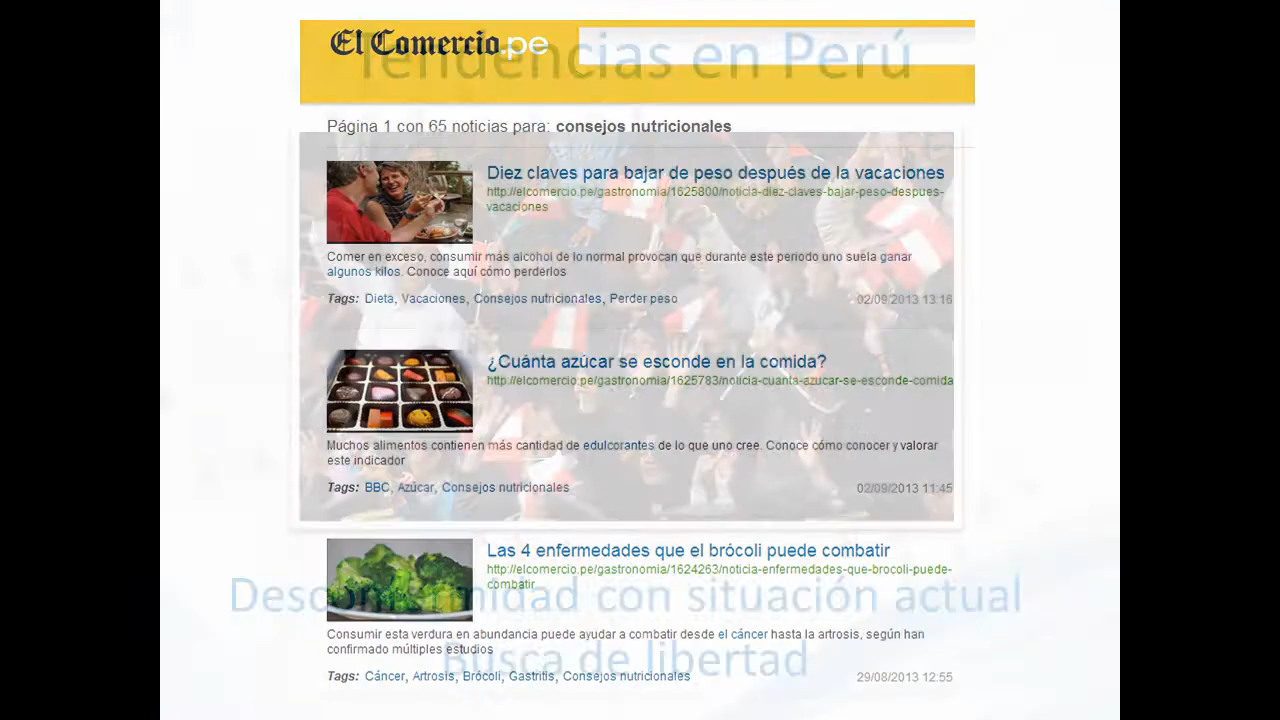 El Comercio.pe
Tendencias en Perú
Página 1 con 65 noticias para: consejos nutricionales
Diez claves para bajar de peso después de la vacaciones
http://elcomercio.pe/gastronomia/1625800/noticia-diez-claves-bajar-peso-despues-
vacaciones
Comer en exceso, consumir más alcohol de lo normal provocan que durante este periodo uno suela ganar
algunos kilos. Conoce aquí cómo perderlos
Tags: Dieta, Vacaciones, Consejos nutricionales, Perder peso 02/09/2013 13:16
¿Cuánta azúcar se esconde en la comida?
http://elcomercio.pe/gastronomia/1625783/noticia-cuanta-azucar-se-esconde-comida
Muchos alimentos contienen más cantidad de edulcorantes de lo que uno cree. Conoce cómo conocer y valorar
este indicador
Tags: BBC, Azúcar, Consejos nutricionales 02/09/2013 11:45
Las 4 enfermedades que el brócoli puede combatir
http://elcomercio.pe/gastronomia/1624263/noticia-enfermedades-que-brocoli-puede-
combatir
Desconformidad con situación actual
Consumir esta verdura en abundancia puede ayudar a combatir desde el cáncer hasta la artrosis, según han
confirmado múltiples estudios
Busca de libertad
Tags: Cáncer, Artrosis, Brócoli, Gastritis, Consejos nutricionales 29/08/2013 12:55